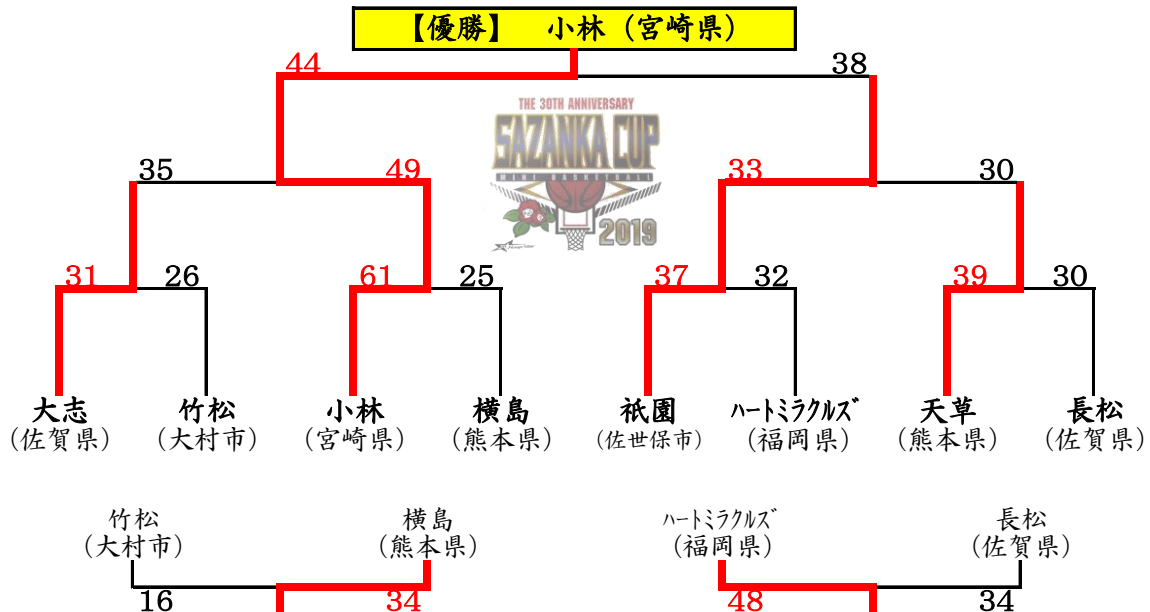 【優勝】　小林（宮崎県）
44
38
THE 30TH ANNIVERSARY
SAZANKA CUP
MINI BASKETBALL
2019
35
49
33
30
31
26
61
25
37
32
39
30
大志
竹松
小林
横島
祇園
ﾊｰﾄﾐﾗｸﾙｽﾞ
天草
長松
（佐賀県）
（大村市）
（宮崎県）
（熊本県）
（佐世保市）
（福岡県）
（熊本県）
（佐賀県）
竹松
横島
ﾊｰﾄﾐﾗｸﾙｽﾞ
長松
（大村市）
（熊本県）
（福岡県）
（佐賀県）
16
34
48
34